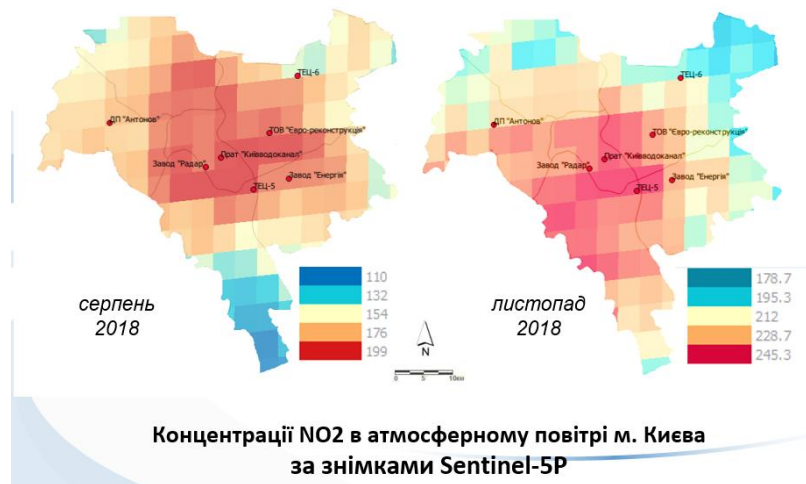 ТЕЦ-6
ДП "Антонов"
ТОВ "Євро-реконструкція"
Прат "Київводоканал"
Завод "Радар"
Завод "Енергія"
ТЕЦ-5
серпень
2018
110
132
154
176
199
N
0 5 10км
ТЕЦ-6
ДП "Антонов"
ТОВ "Євро-реконструкція"
Прат "Київводоканал"
Завод "Радар"
Завод "Енергія"
ТЕЦ-5
листопад
2018
178.7
195.3
212
228.7
245.3
Концентрації NO2 в атмосферному повітрі м. Києва
за знімками Sentinel-5P